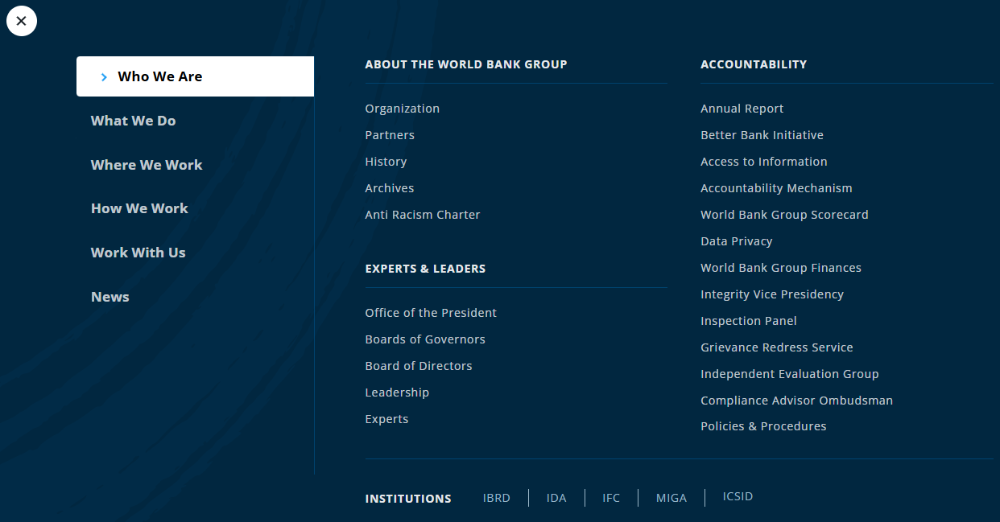 Who We Are
What We Do
Where We Work
How We Work
Work With Us
News
ABOUT THE WORLD BANK GROUP
Organization
Partners
History
Archives
Anti Racism Charter
EXPERTS & LEADERS
Office of the President
Boards of Governors
Board of Directors
Leadership
Experts
ACCOUNTABILITY
Annual Report
Better Bank Initiative
Access to Information
Accountability Mechanism
World Bank Group Scorecard
Data Privacy
World Bank Group Finances
Integrity Vice Presidency
Inspection Panel
Grievance Redress Service
Independent Evaluation Group
Compliance Advisor Ombudsman
Policies & Procedures
INSTITUTIONS IBRD IDA IFC MIGA ICSID